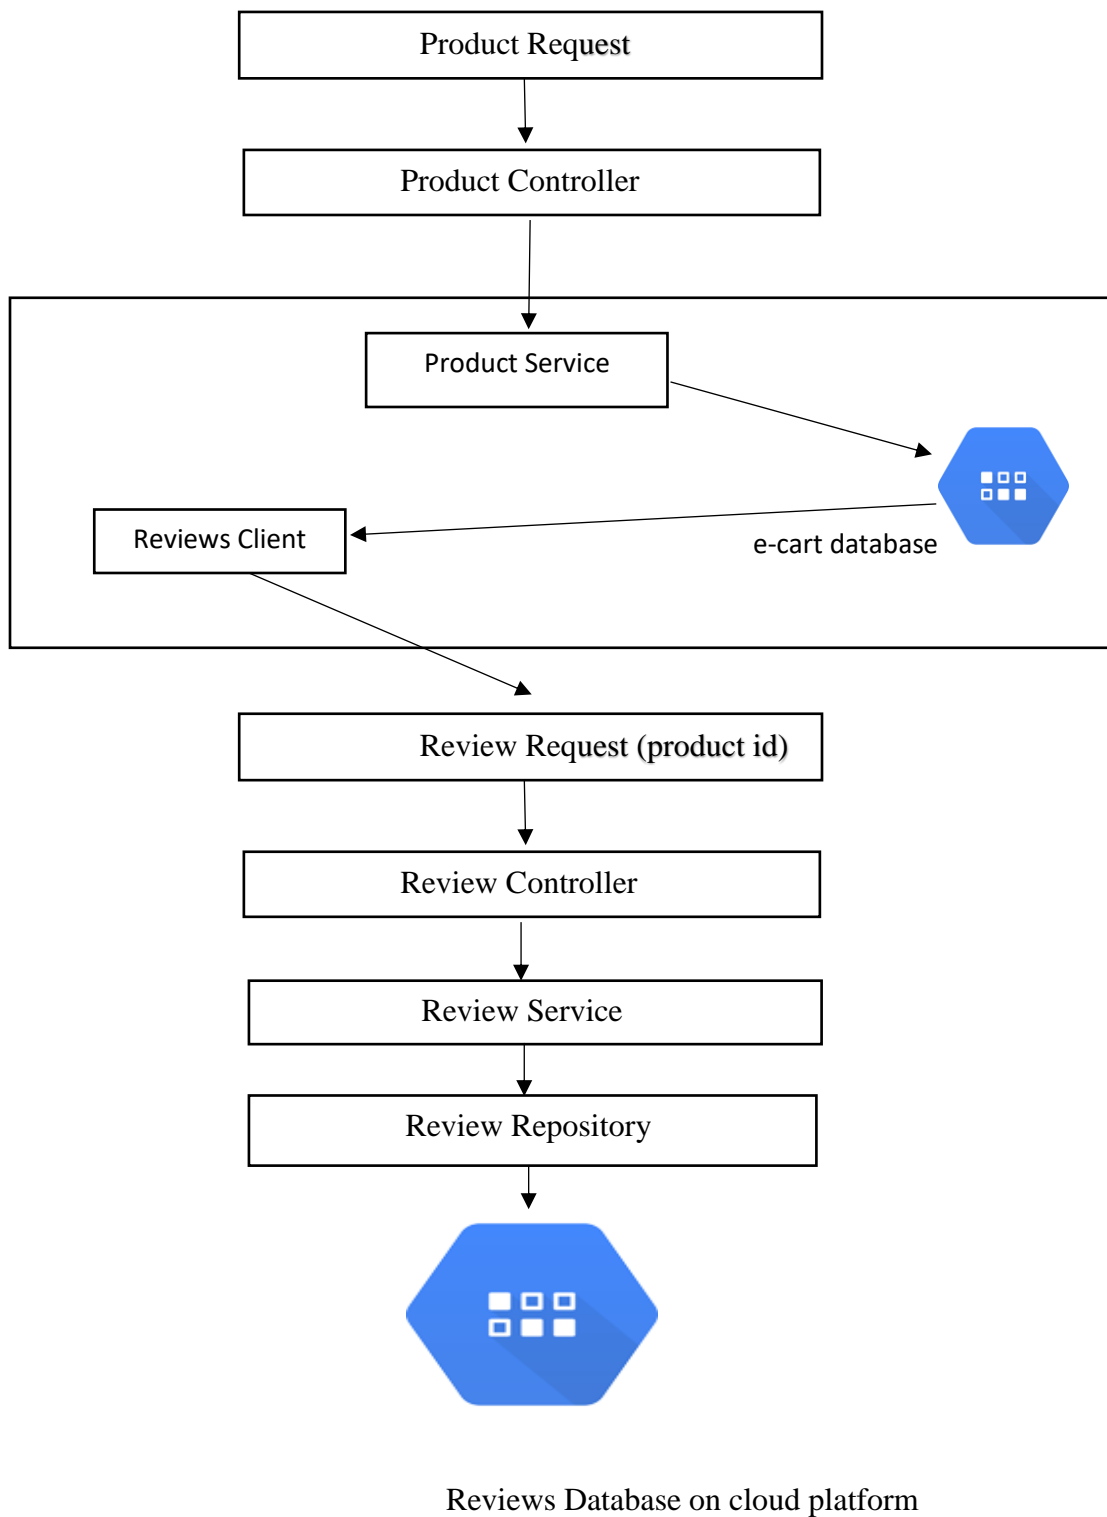 Product Request
Product Controller
Product Service
Reviews Client
e-cart database
Review Request (product id)
Review Controller
Review Service
Review Repository
Reviews Database on cloud platform